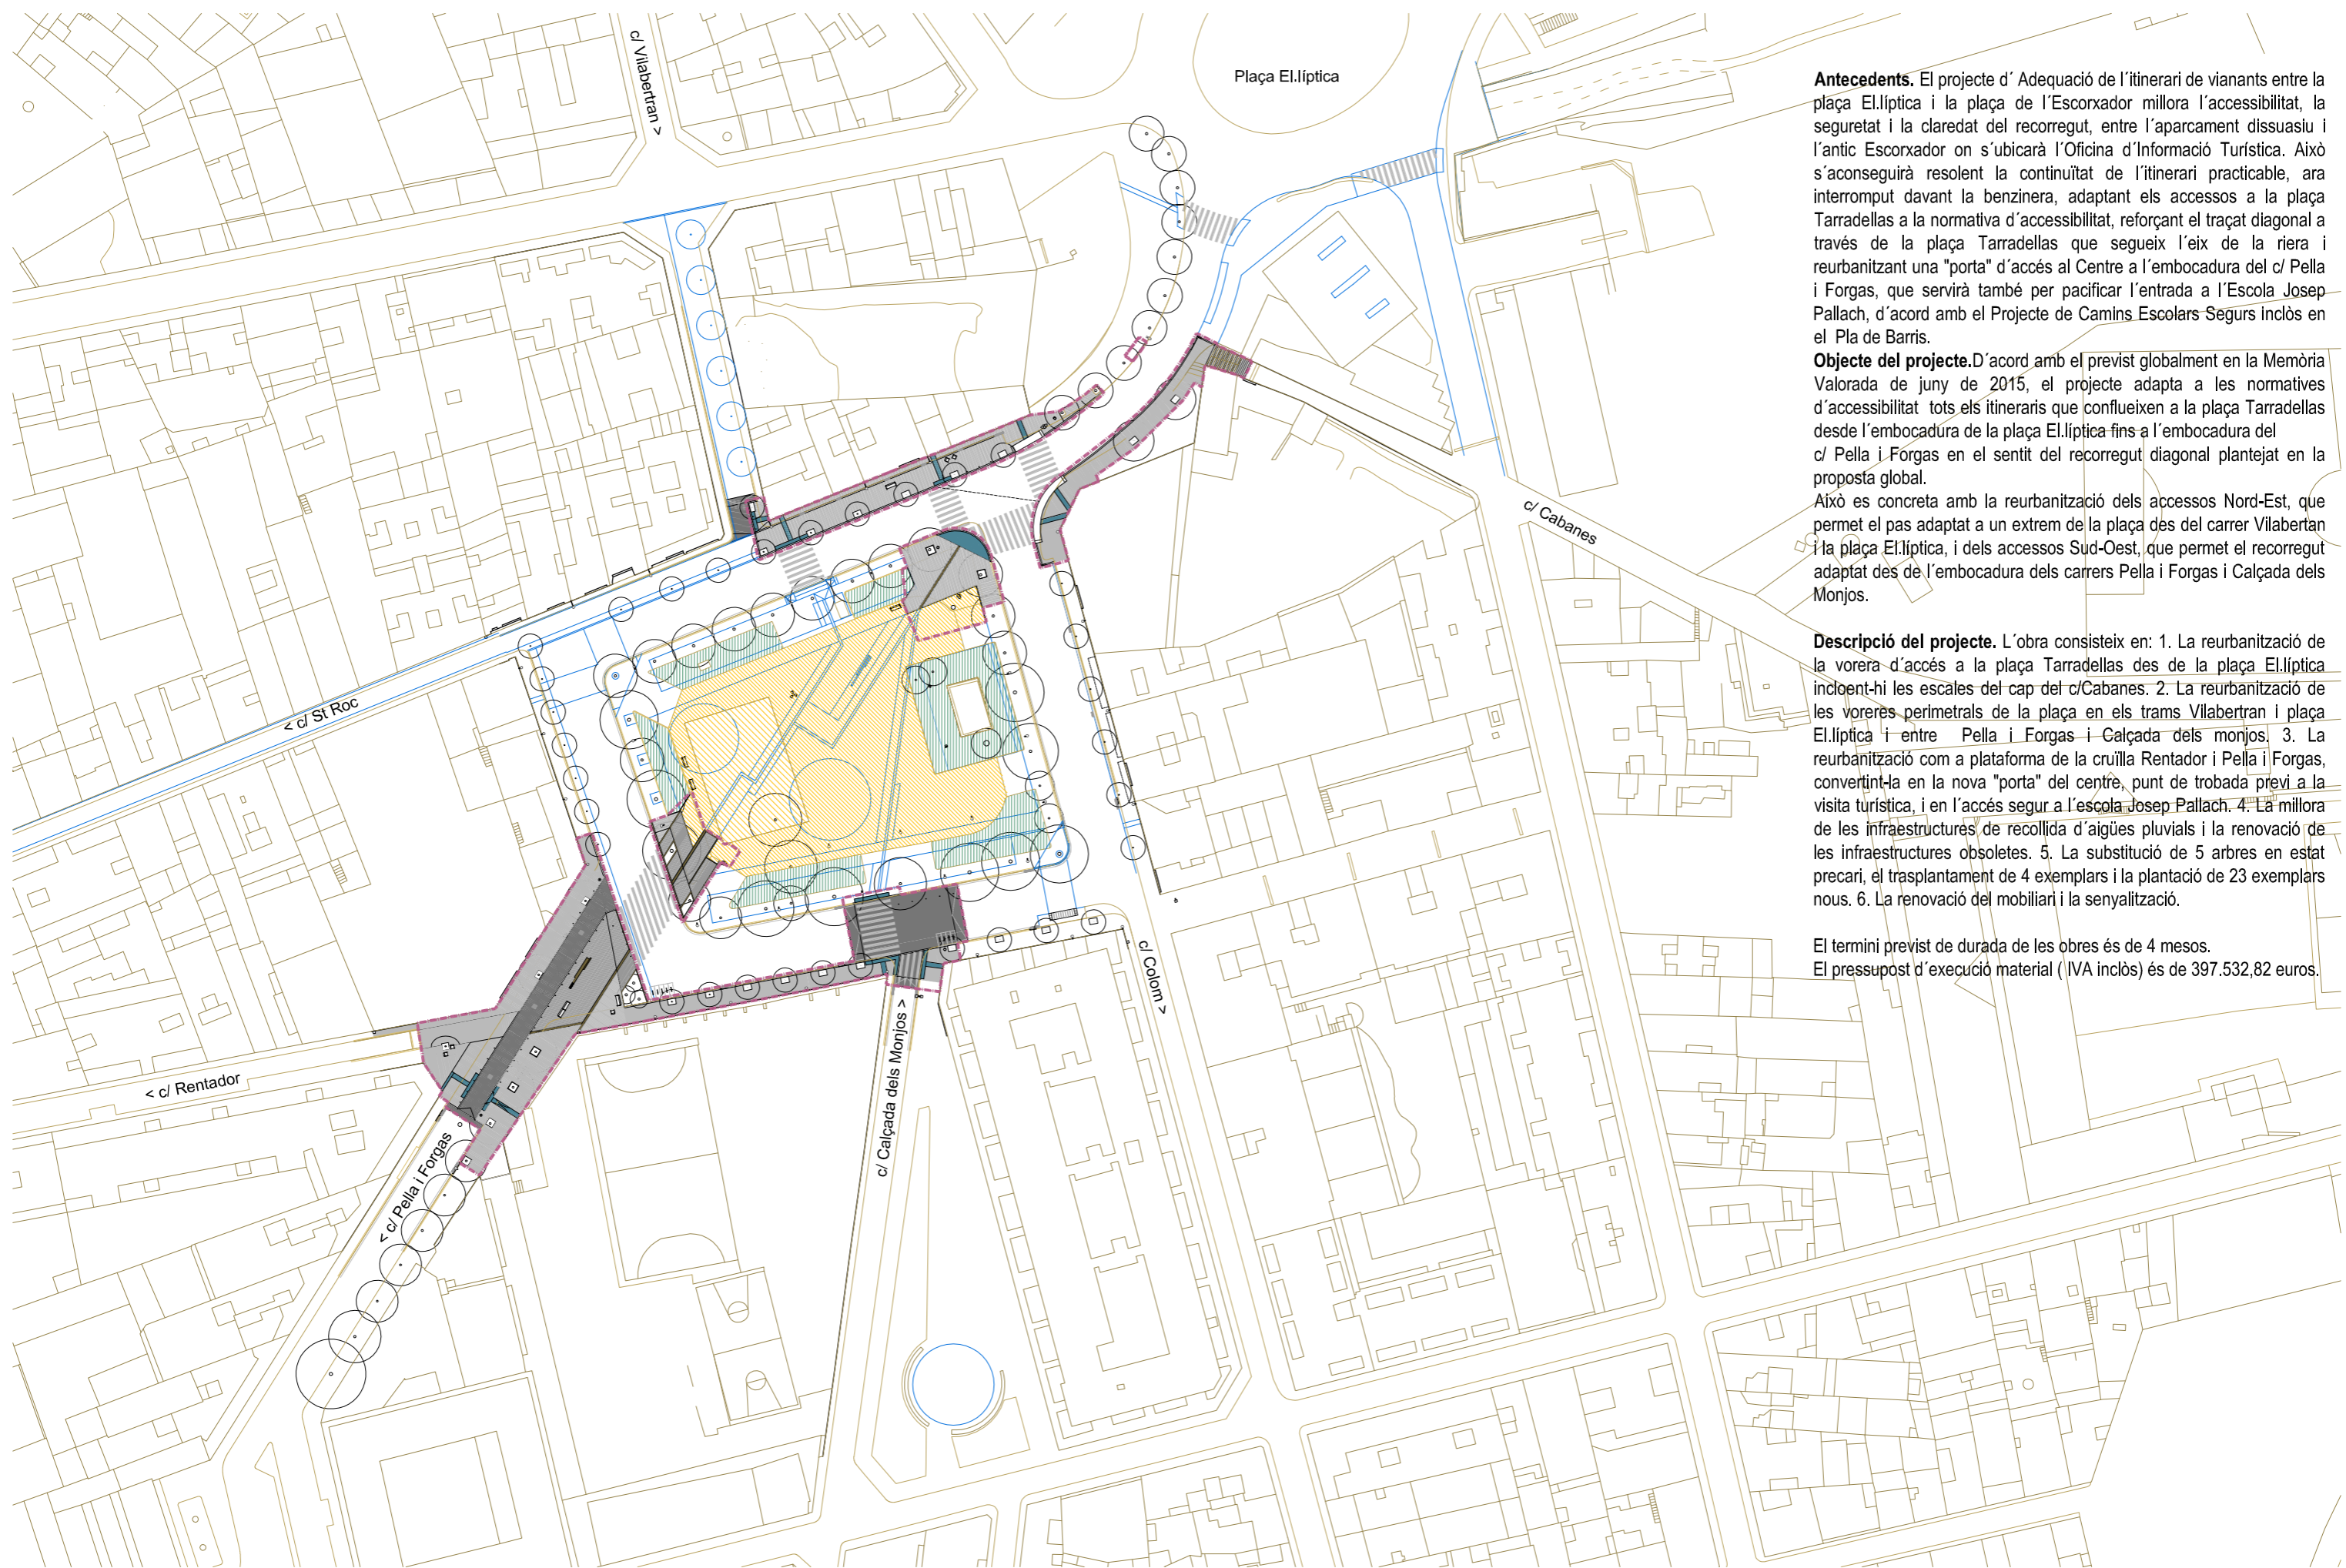 c/ Vilabertran >
Plaça El.líptica
c/ Cabanes
< c/ St Roc
c/ Colom >
c/ Calçada dels Monjos >
< c/ Rentador
< c/ Pella i Forgas
Antecedents. El projecte d´ Adequació de l´itinerari de vianants entre la
plaça El.líptica i la plaça de l´Escorxador millora l´accessibilitat, la
seguretat i la claredat del recorregut, entre l´aparcament dissuasiu i
l´antic Escorxador on s´ubicarà l´Oficina d´Informació Turística. Això
s´aconseguirà resolent la continuïtat de l´itinerari practicable, ara
interromput davant la benzinera, adaptant els accessos a la plaça
Tarradellas a la normativa d´accessibilitat, reforçant el traçat diagonal a
través de la plaça Tarradellas que segueix l´eix de la riera i
reurbanitzant una "porta" d´accés al Centre a l´embocadura del c/ Pella
i Forgas, que servirà també per pacificar l´entrada a l´Escola Josep
Pallach, d´acord amb el Projecte de Camins Escolars Segurs inclòs en
el Pla de Barris.
Objecte del projecte.D´acord amb el previst globalment en la Memòria
Valorada de juny de 2015, el projecte adapta a les normatives
d´accessibilitat tots els itineraris que conflueixen a la plaça Tarradellas
desde l´embocadura de la plaça El.líptica fins a l´embocadura del
c/ Pella i Forgas en el sentit del recorregut diagonal plantejat en la
proposta global.
Això es concreta amb la reurbanització dels accessos Nord-Est, que
permet el pas adaptat a un extrem de la plaça des del carrer Vilabertan
i la plaça El.líptica, i dels accessos Sud-Oest, que permet el recorregut
adaptat des de l´embocadura dels carrers Pella i Forgas i Calçada dels
Monjos.
Descripció del projecte. L´obra consisteix en: 1. La reurbanització de
la vorera d´accés a la plaça Tarradellas des de la plaça El.líptica
incloent-hi les escales del cap del c/Cabanes. 2. La reurbanització de
les voreres perimetrals de la plaça en els trams Vilabertran i plaça
El.líptica i entre Pella i Forgas i Calçada dels monjos. 3. La
reurbanització com a plataforma de la cruïlla Rentador i Pella i Forgas,
convertint-la en la nova "porta" del centre, punt de trobada previ a la
visita turística, i en l´accés segur a l´escola Josep Pallach. 4. La millora
de les infraestructures de recollida d´aigües pluvials i la renovació de
les infraestructures obsoletes. 5. La substitució de 5 arbres en estat
precari, el trasplantament de 4 exemplars i la plantació de 23 exemplars
nous. 6. La renovació del mobiliari i la senyalització.
El termini previst de durada de les obres és de 4 mesos.
El pressupost d´execució material ( IVA inclòs) és de 397.532,82 euros.